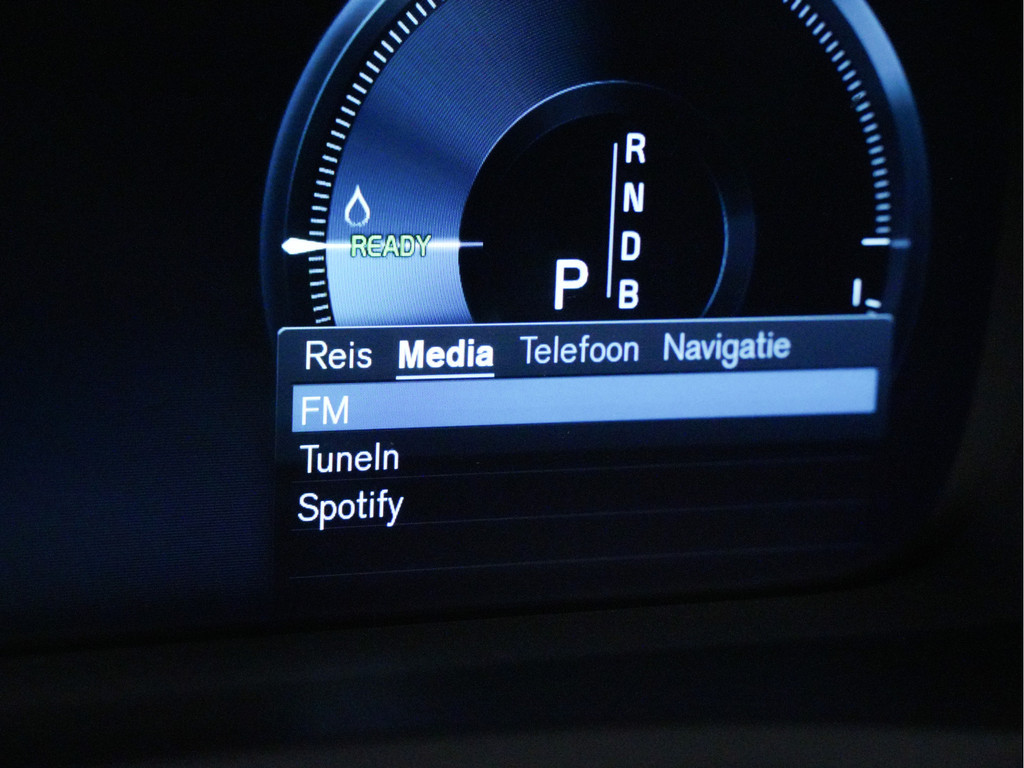 R
N
READY
D
P
B
Reis Media Telefoon Navigatie
FM
TuneIn
Spotify